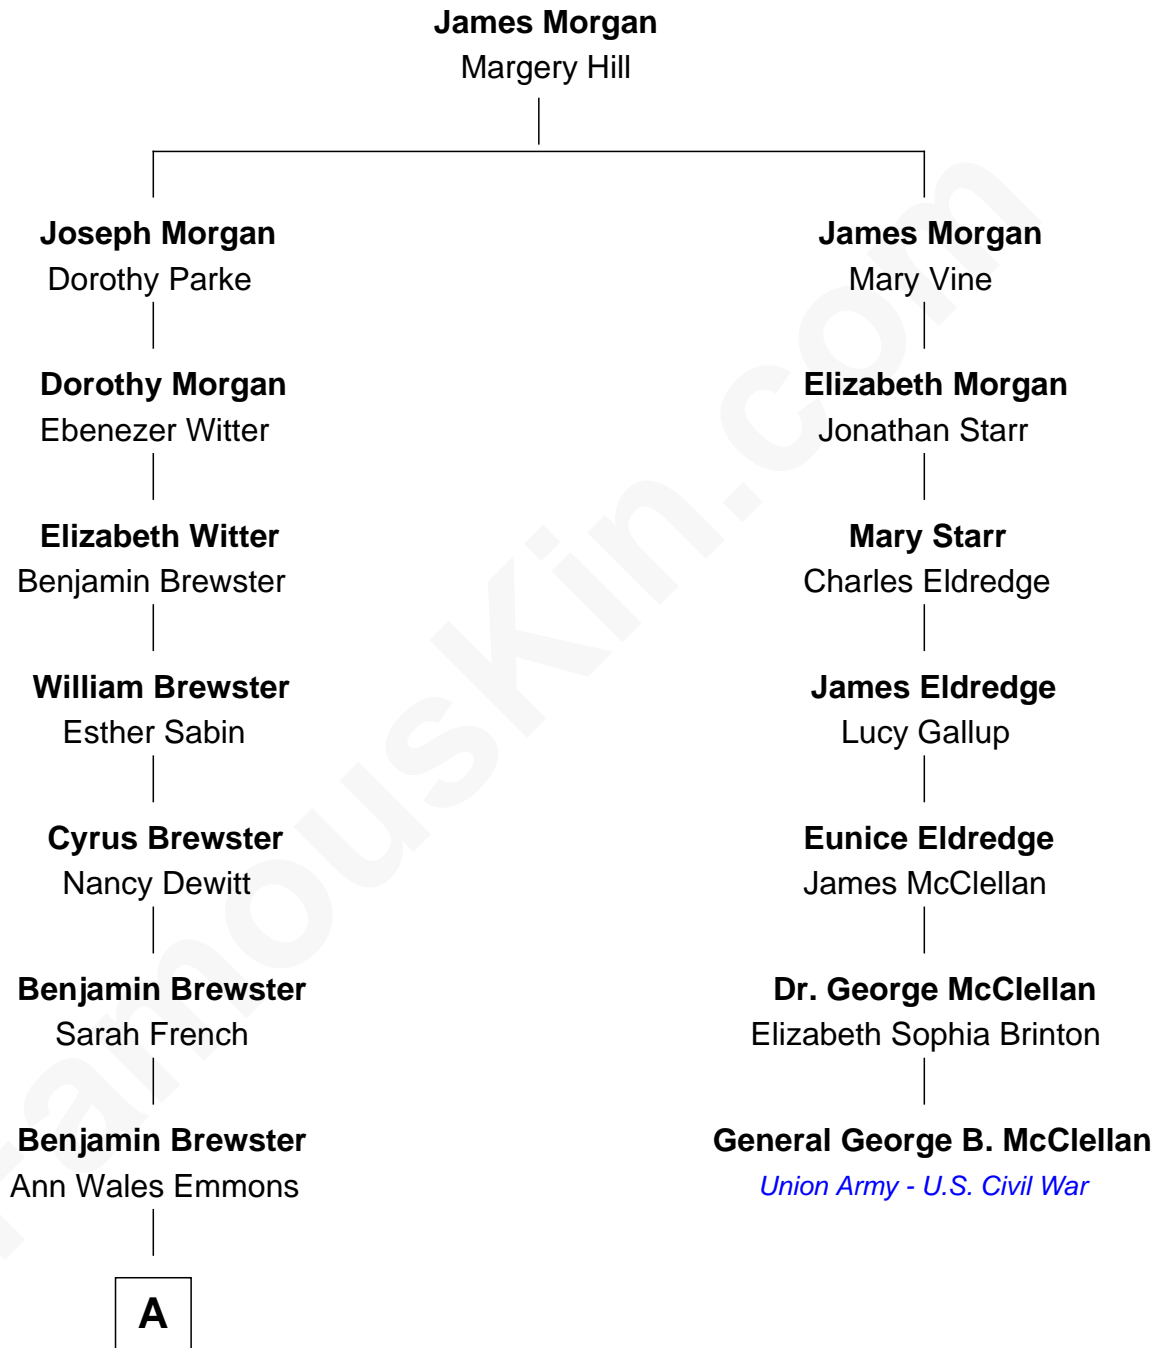 James Morgan
Margery Hill
Joseph Morgan
Dorothy Parke
James Morgan
Mary Vine
Dorothy Morgan
Ebenezer Witter
Elizabeth Morgan
Jonathan Starr
Elizabeth Witter
Benjamin Brewster
Mary Starr
Charles Eldredge
William Brewster
Esther Sabin
James Eldredge
Lucy Gallup
Cyrus Brewster
Nancy Dewitt
Eunice Eldredge
James McClellan
Benjamin Brewster
Sarah French
Dr. George McClellan
Elizabeth Sophia Brinton
Benjamin Brewster
Ann Wales Emmons
General George B. McClellan
Union Army - U.S. Civil War
A
FamousKin.com